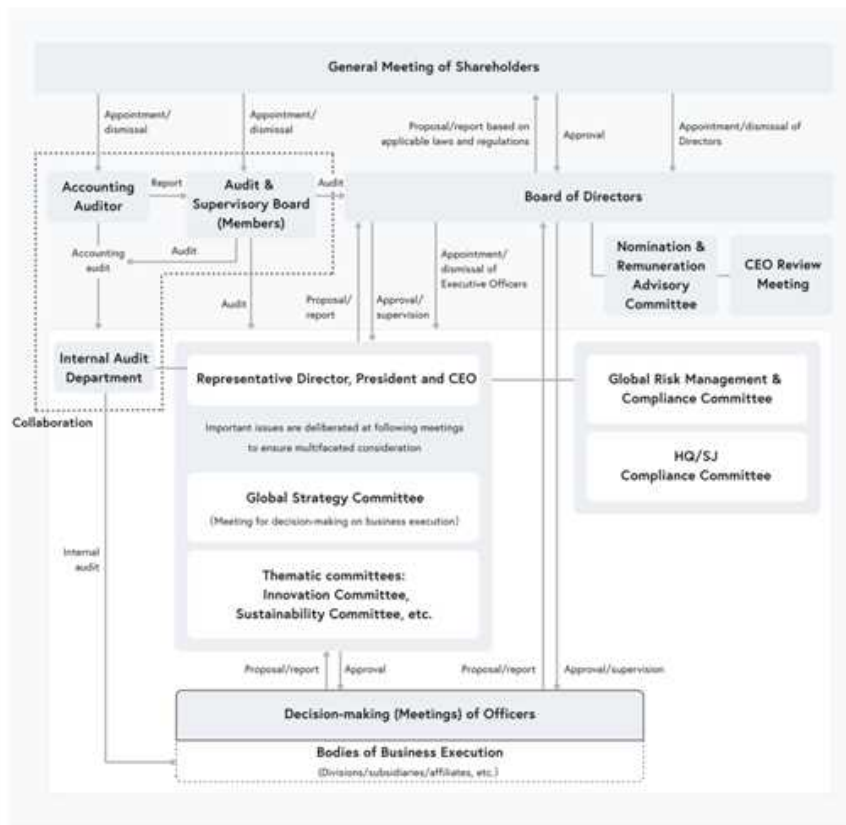 General Meeting of Shareholders
Appointment/
dismissal
Appointment/
dismissal
Proposal/report based on
applicable laws and regulations
Approval
Appointment/dismissal of
Directors
Accounting
Auditor
Report
Audit &
Supervisory Board
(Members)
Audit
Board of Directors
Accounting
audit
Audit
Audit
Proposal/
report
Approval/
supervision
Appointment/
dismissal of
Executive Officers
Nomination &
Remuneration
Advisory
Committee
CEO Review
Meeting
Internal Audit
Department
Collaboration
Representative Director, President and CEO
Important issues are deliberated at following meetings
to ensure multifaceted consideration
Global Strategy Committee
(Meeting for decision-making on business execution)
Thematic committees:
Innovation Committee,
Sustainability Committee, etc.
Global Risk Management &
Compliance Committee
HQ/SJ
Compliance Committee
Internal
audit
Proposal/report
Approval
Proposal/report
Approval/supervision
Decision-making (Meetings) of Officers
Bodies of Business Execution
(Divisions/subsidiaries/affiliates, etc.)